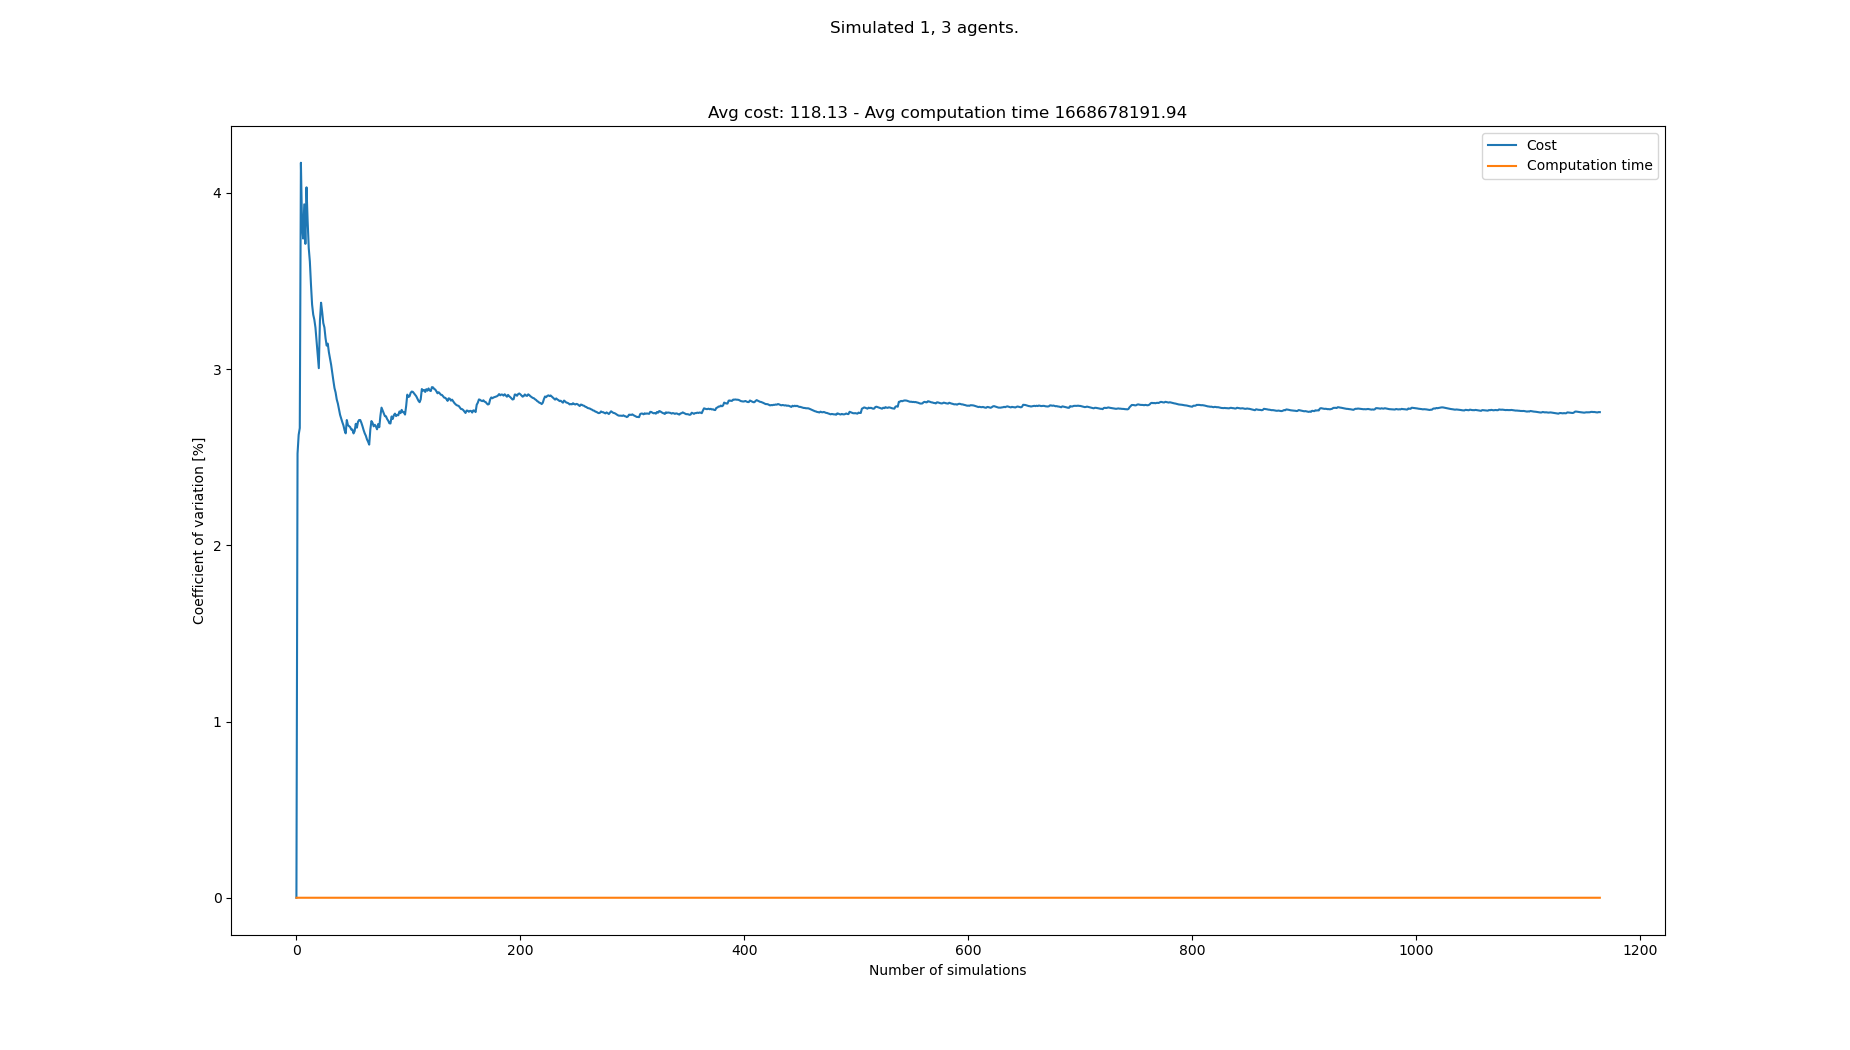 Simulated 1, 3 agents.
Avg cost: 118.13 - Avg computation time 1668678191.94
Cost
Computation time
4
3
2
1
0
Coefficient of variation [%]
0 200 400 600 800 1000 1200
Number of simulations